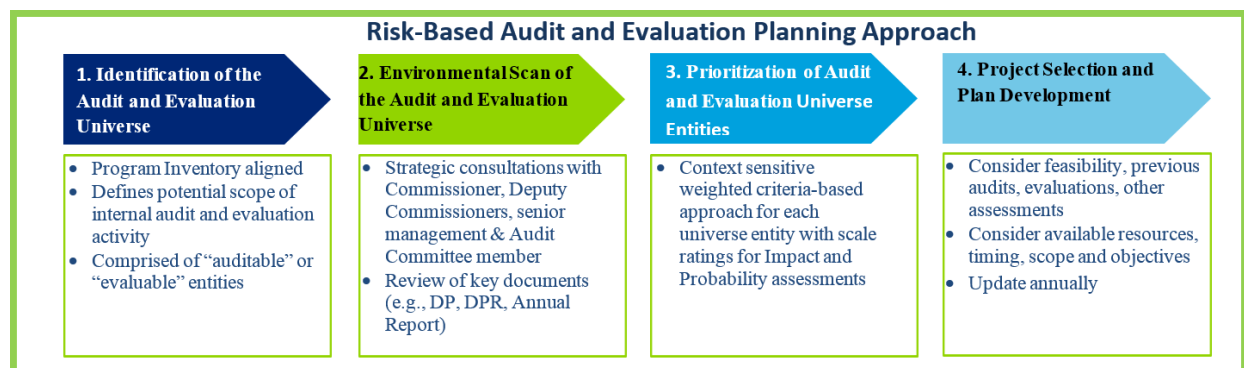 Risk-Based Audit and Evaluation Planning Approach
1. Identification of the
Audit and Evaluation
Universe
• Program Inventory aligned
• Defines potential scope of
internal audit and evaluation
activity
• Comprised of “auditable” or
“evaluable” entities
2. Environmental Scan of
the Audit and Evaluation
Universe
• Strategic consultations with
Commissioner, Deputy
Commissioners, senior
management & Audit
Committee member
• Review of key documents
(e.g., DP, DPR, Annual
Report)
3. Prioritization of Audit
and Evaluation Universe
Entities
• Context sensitive
weighted criteria-based
approach for each
universe entity with scale
ratings for Impact and
Probability assessments
4. Project Selection and
Plan Development
• Consider feasibility, previous
audits, evaluations, other
assessments
• Consider available resources,
timing, scope and objectives
• Update annually